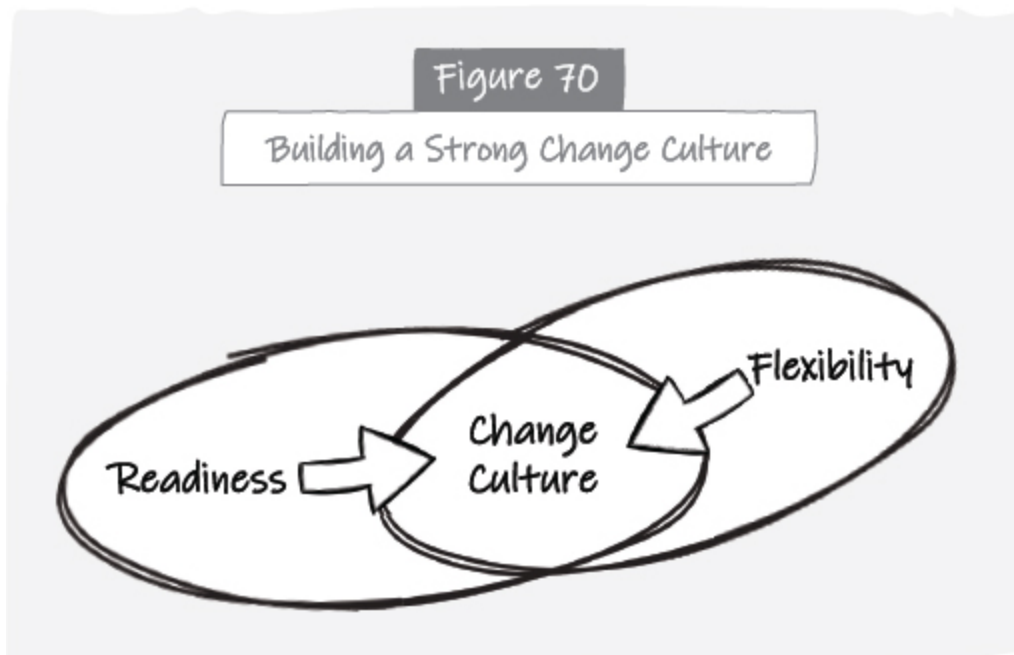 Figure 70
Building a Strong Change Culture
Flexibility
Change
Culture
Readiness